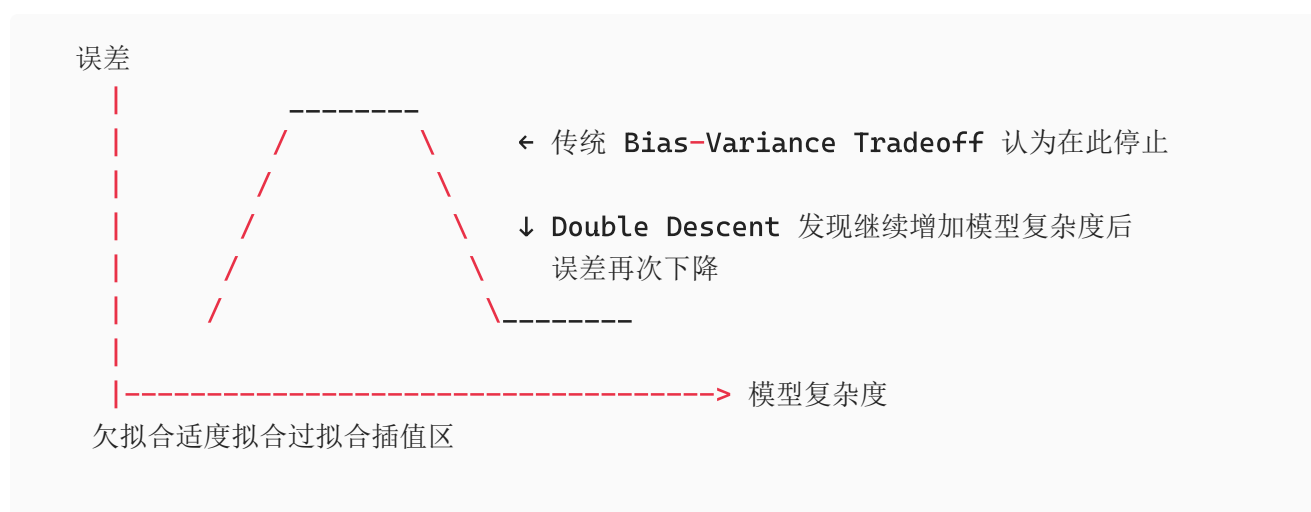 误差
← 传统 Bias-Variance Tradeoff 认为在此停止
↓ Double Descent 发现继续增加模型复杂度后
误差再次下降
模型复杂度
欠拟合适度拟合过拟合插值区